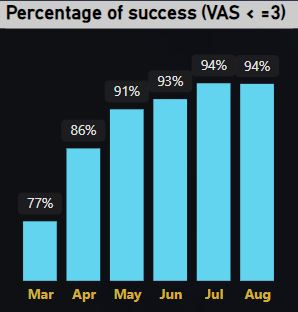 Percentage of success (VAS < =3)
94% 94%
93%
91%
86%
77%
Mar Apr May Jun Jul Aug